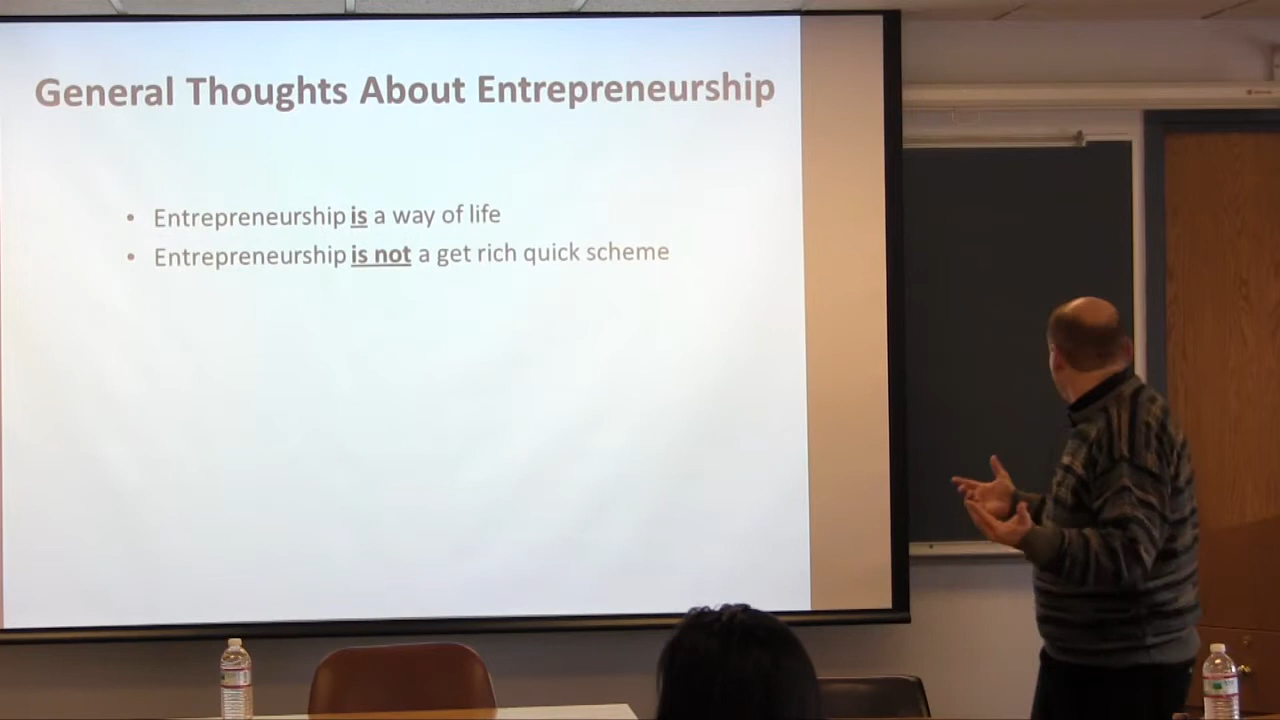 General Thoughts About Entrepreneurship
• Entrepreneurship is a way of life
• Entrepreneurship is not a get rich quick scheme